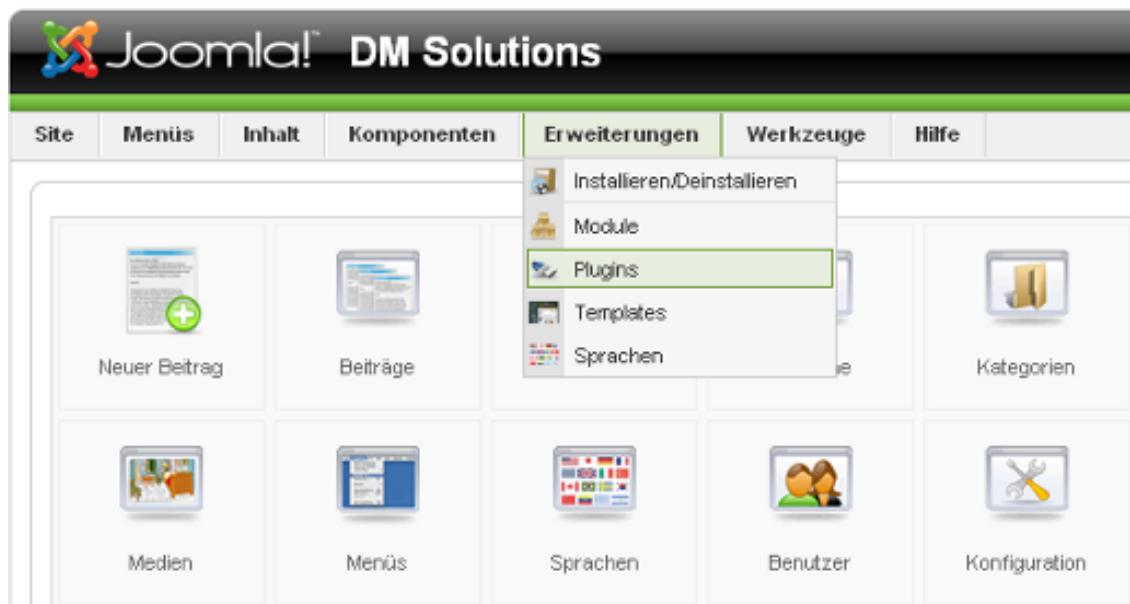 Joomla!™ DM Solutions
Site Menüs Inhalt Komponenten Erweiterungen Werkzeuge Hilfe
Installieren/Deinstallieren
Module
Plugins
Templates
Sprachen
Neuer Beitrag Beiträge Kategorien
Medien Menüs Sprachen Benutzer Konfiguration